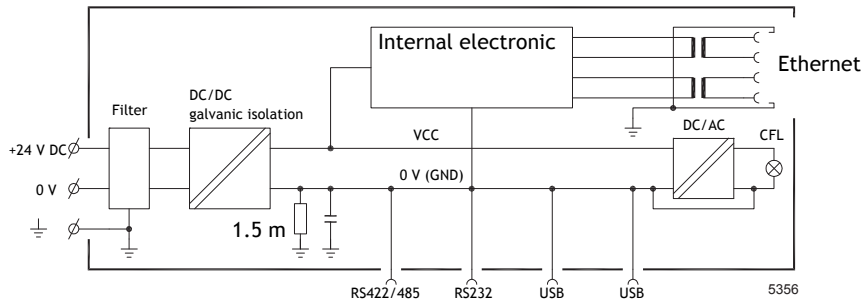 Internal electronic
Ethernet
DC/DC
galvanic isolation
Filter
DC/AC
CFL
VCC
+24 V DC
0 V (GND)
0 V
1.5 m
RS422/485
RS232
USB
USB
5356